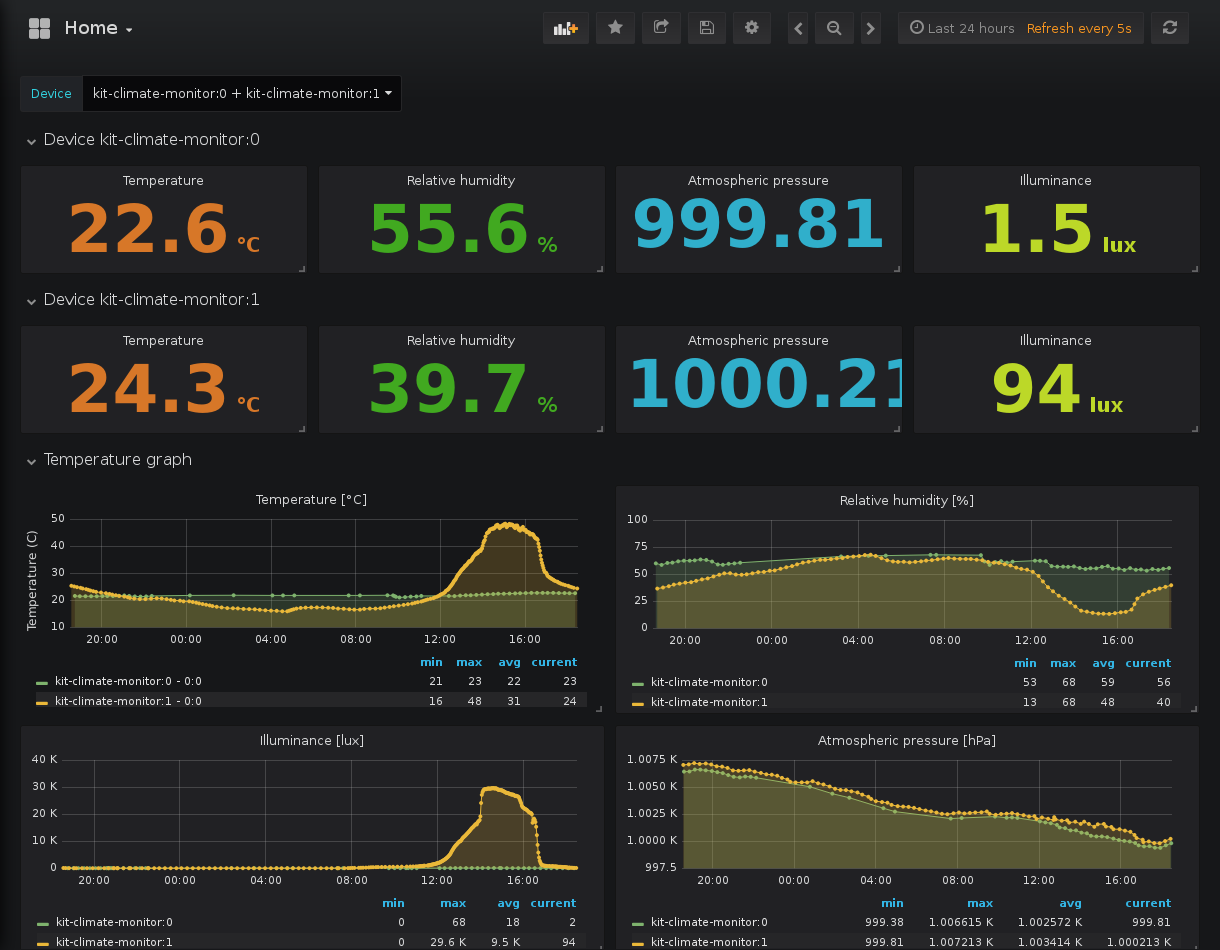 Home
Last 24 hours Refresh every 5s
Device kit-climate-monitor:0 + kit-climate-monitor:1
Device kit-climate-monitor:0
Temperature Relative humidity Atmospheric pressure Illuminance
22.6 °C 55.6 % 999.81 1.5 lux
Device kit-climate-monitor:1
Temperature Relative humidity Atmospheric pressure Illuminance
24.3 °C 39.7 % 1000.21 94 lux
Temperature graph
Temperature [°C]
Temperature (C)
50
40
30
20
10
20:00 00:00 04:00 08:00 12:00 16:00
min max avg current
kit-climate-monitor:0 - 0:0 21 23 22 23
kit-climate-monitor:1 - 0:0 16 48 31 24
Relative humidity [%]
100
75
50
25
0
20:00 00:00 04:00 08:00 12:00 16:00
min max avg current
kit-climate-monitor:0 53 68 59 56
kit-climate-monitor:1 13 68 48 40
Illuminance [lux]
40 K
30 K
20 K
10 K
0
20:00 00:00 04:00 08:00 12:00 16:00
min max avg current
kit-climate-monitor:0 0 68 18 2
kit-climate-monitor:1 0 29.6 K 9.5 K 94
Atmospheric pressure [hPa]
1.0075 K
1.0050 K
1.0025 K
1.0000 K
997.5
20:00 00:00 04:00 08:00 12:00 16:00
min max avg current
kit-climate-monitor:0 999.38 1.006615 K 1.002572 K 999.81
kit-climate-monitor:1 999.81 1.007213 K 1.003414 K 1.000213 K